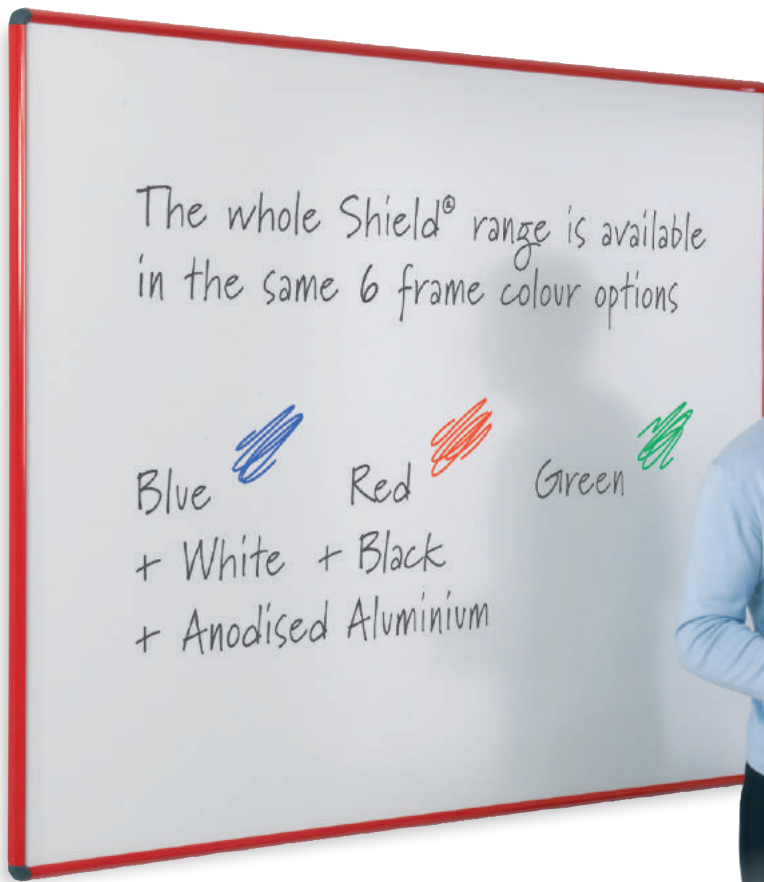 The whole Shield® range is available
in the same 6 frame colour options
Blue Red Green
+ White + Black
+ Anodised Aluminium